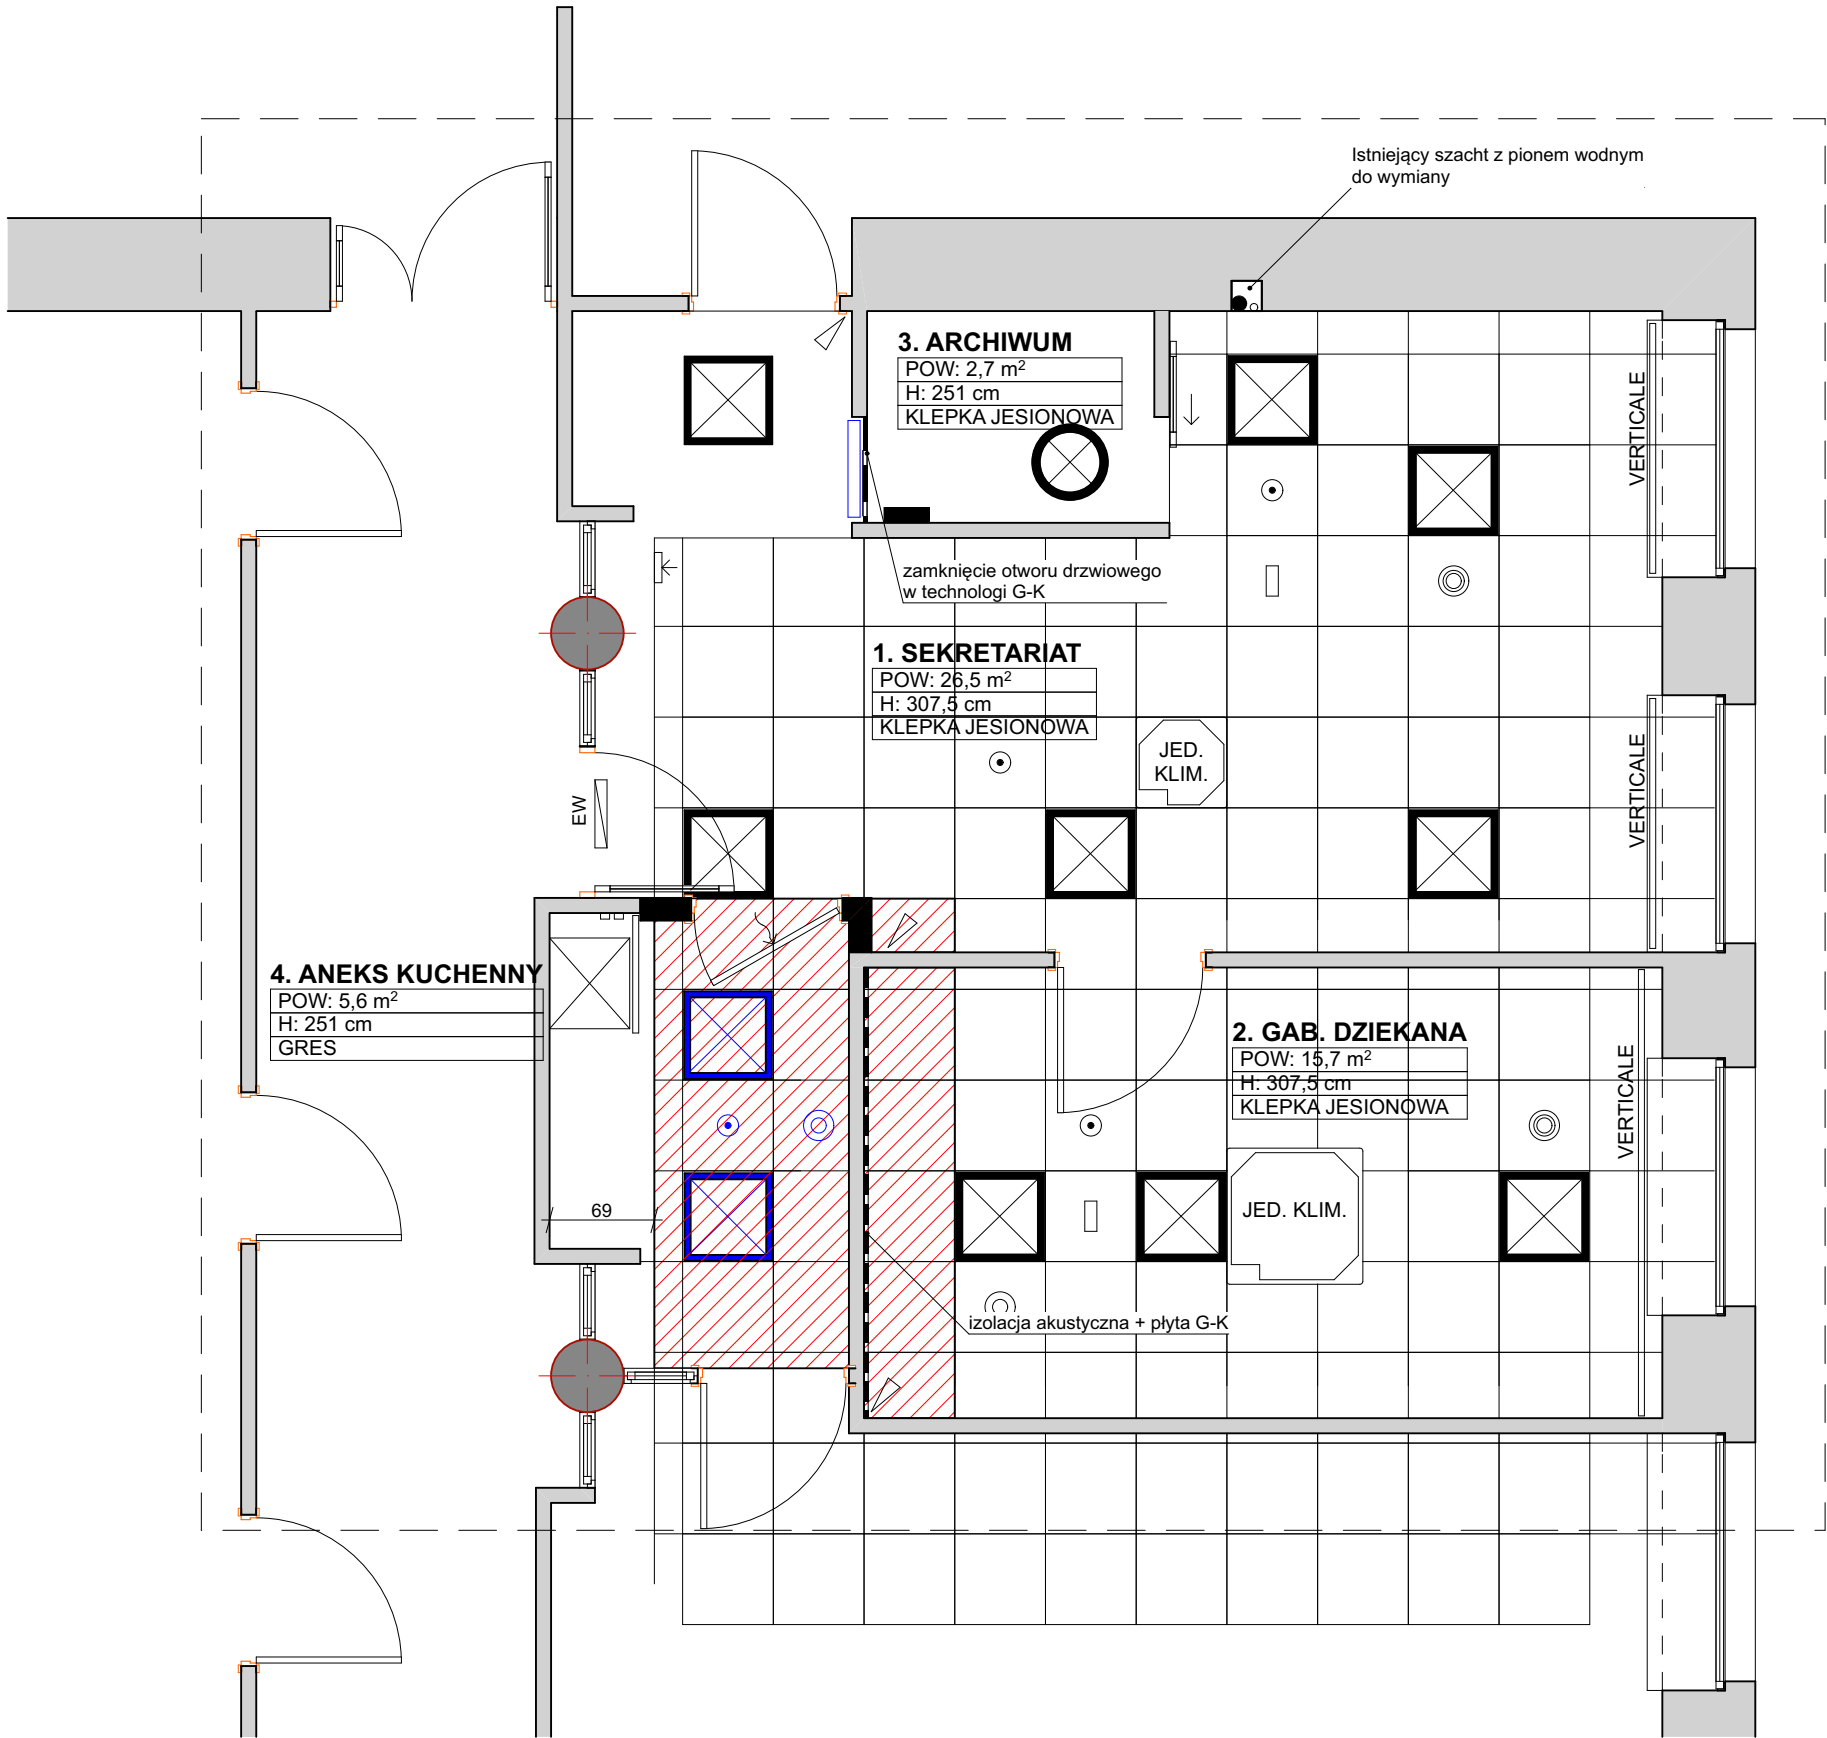 Istniejący szacht z pionem wodnym
do wymiany
3. ARCHIWUM
POW: 2,7 m²
H: 251 cm
KLEPKA JESIONOWA
VERTICALE
zamknięcie otworu drzwiowego
w technologi G-K
1. SEKRETARIAT
POW: 26,5 m²
H: 307,5 cm
KLEPKA JESIONOWA
JED.
KLIM.
VERTICALE
EW
4. ANEKS KUCHENNY
POW: 5,6 m²
H: 251 cm
GRES
2. GAB. DZIEKANA
POW: 15,7 m²
H: 307,5 cm
KLEPKA JESIONOWA
VERTICALE
69
JED. KLIM.
izolacja akustyczna + płyta G-K